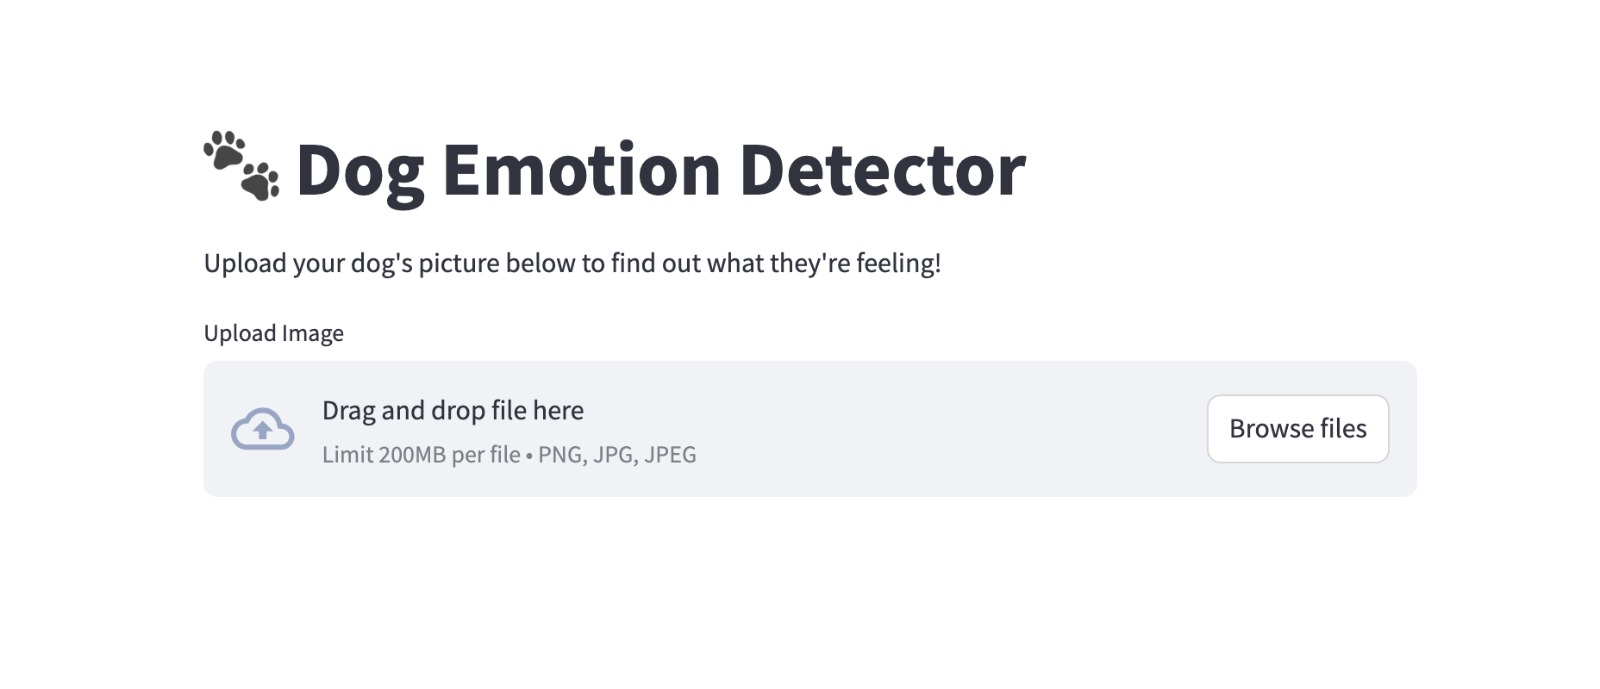 Dog Emotion Detector
Upload your dog's picture below to find out what they're feeling!
Upload Image
Drag and drop file here
Limit 200MB per file • PNG, JPG, JPEG
Browse files